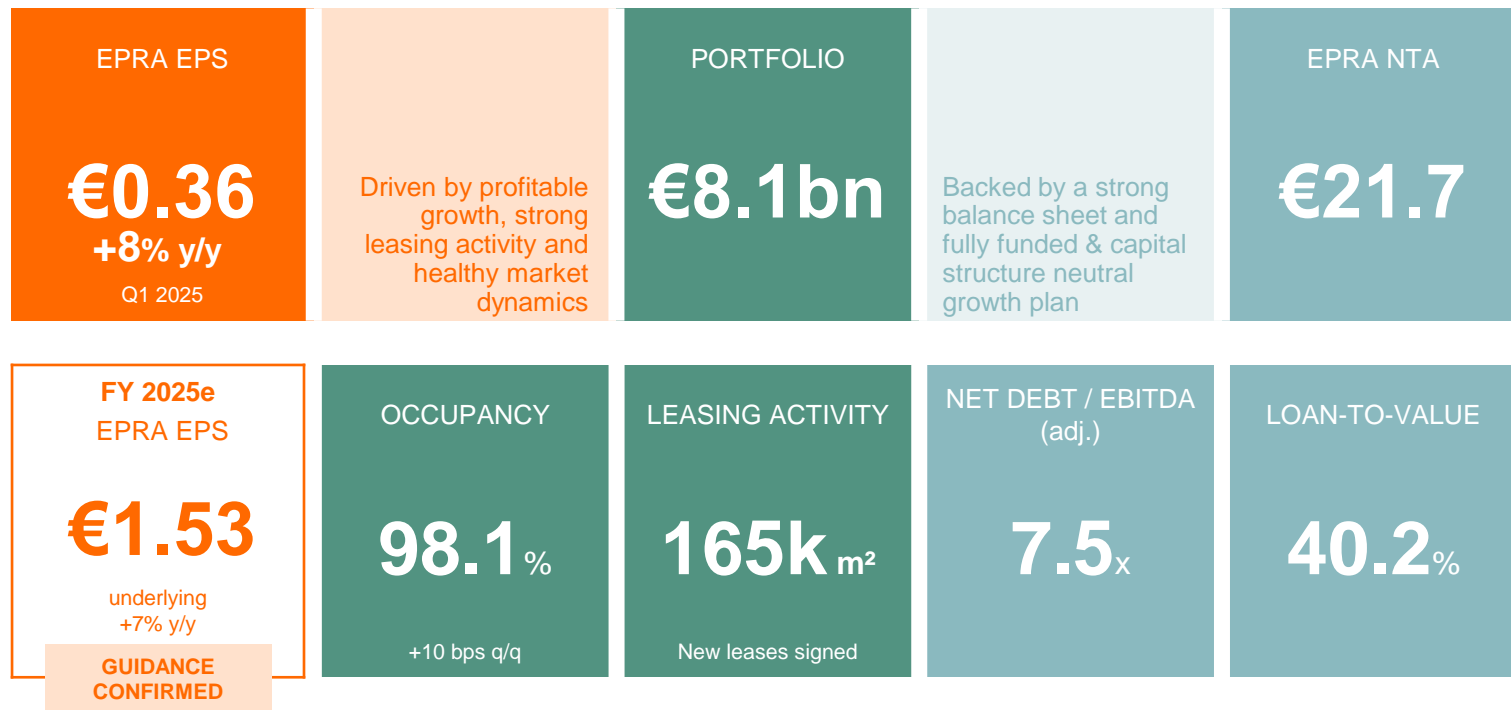 EPRA EPS
€0.36
+8% y/y
Q1 2025
Driven by profitable
growth, strong
leasing activity and
healthy market
dynamics
PORTFOLIO
€8.1bn
Backed by a strong
balance sheet and
fully funded & capital
structure neutral
growth plan
EPRA NTA
€21.7
FY 2025e
EPRA EPS
€1.53
underlying
+7% y/y
GUIDANCE
CONFIRMED
OCCUPANCY
98.1%
+10 bps q/q
LEASING ACTIVITY
165k m²
New leases signed
NET DEBT / EBITDA
(adj.)
7.5x
LOAN-TO-VALUE
40.2%